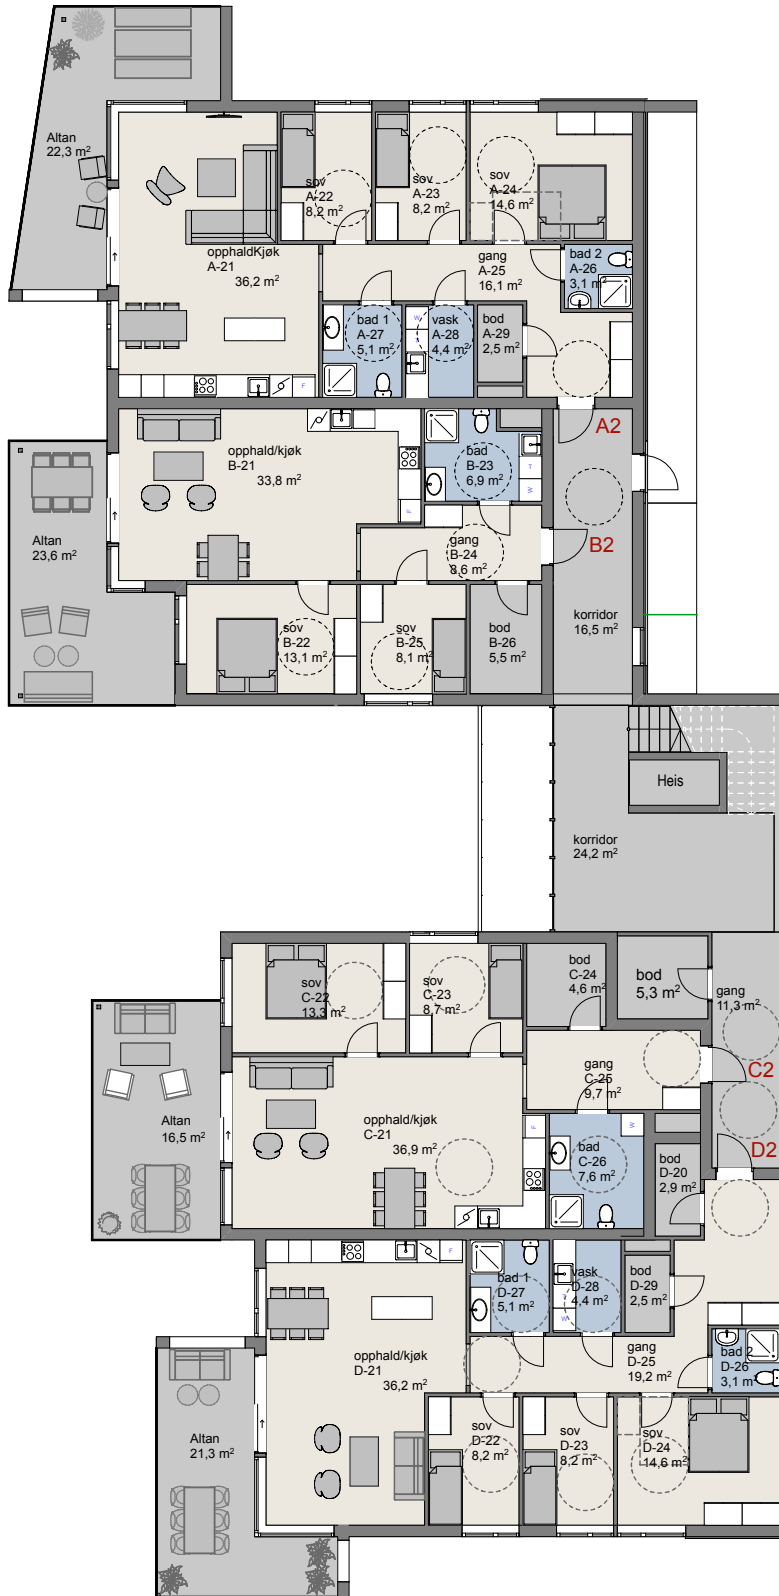 Altan
22,3 m²
sov
A-22
8,2 m²
sov
A-23
8,2 m²
sov
A-24
14,6 m²
opphaldKjøk
A-21
36,2 m²
gang
A-25
16,1 m²
bad 2
A-26
3,1 m²
bad 1
A-27
5,1 m²
W
T
vask
A-28
4,4 m²
bod
A-29
2,5 m²
F
A2
opphald/kjøk
B-21
33,8 m²
bad
B-23
6,9 m²
T
W
F
Altan
23,6 m²
gang
B-24
8,6 m²
B2
sov
B-22
13,1 m²
sov
B-25
8,1 m²
bod
B-26
5,5 m²
korridor
16,5 m²
Heis
korridor
24,2 m²
sov
C-22
13,3 m²
sov
C-23
8,7 m²
bod
C-24
4,6 m²
bod
5,3 m²
gang
11,3 m²
gang
C-25
9,7 m²
C2
Altan
16,5 m²
opphald/kjøk
C-21
36,9 m²
F
W
bad
C-26
7,6 m²
bod
D-20
2,9 m²
D2
F
bad 1
D-27
5,1 m²
vask
D-28
4,4 m²
T
W
bod
D-29
2,5 m²
opphald/kjøk
D-21
36,2 m²
gang
D-25
19,2 m²
bad 2
D-26
3,1 m²
Altan
21,3 m²
sov
D-22
8,2 m²
sov
D-23
8,2 m²
sov
D-24
14,6 m²